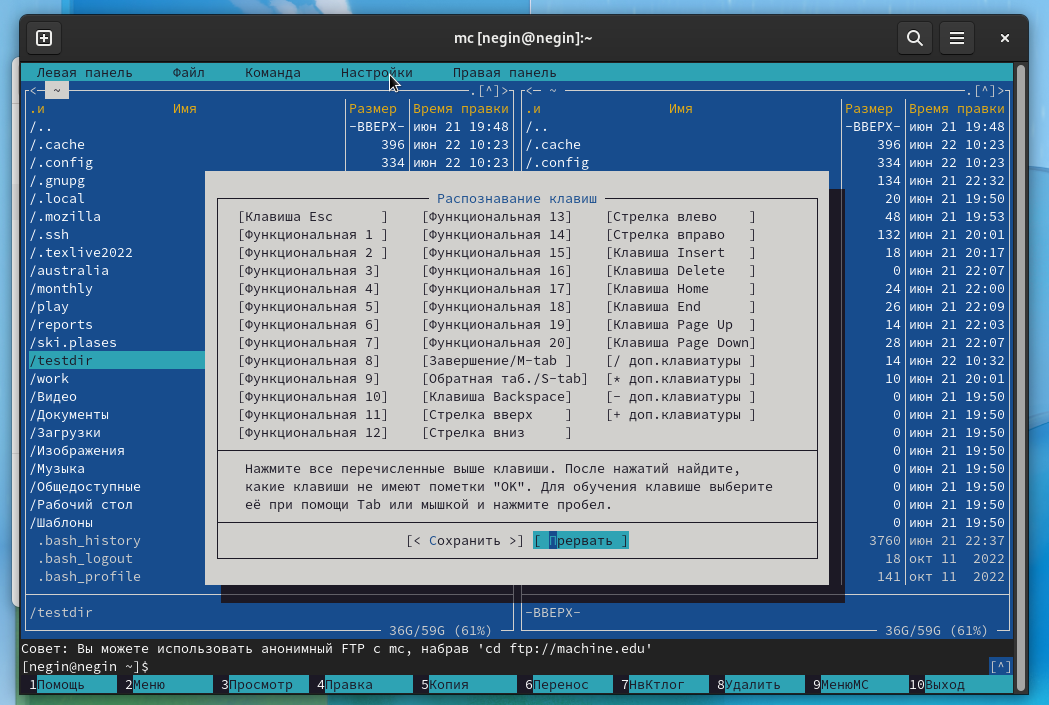 mc [negin@negin]:~
Левая панель Файл Команда Настройки Правая панель
<─ ~ .[^]> <─ ~ .[^]>
.и Имя Размер Время правки .и Имя Размер Время правки
/.. -ВВЕРХ- июн 21 19:48 /.. -ВВЕРХ- июн 21 19:48
/.cache 396 июн 22 10:23 /.cache 396 июн 22 10:23
/.config 334 июн 22 10:23 /.config 334 июн 22 10:23
/.gnupg 134 июн 21 22:32
/.local 20 июн 21 19:50
/.mozilla 48 июн 21 19:53
/.ssh 132 июн 21 20:01
/.texlive2022 18 июн 21 20:17
/australia 0 июн 21 22:07
/monthly 24 июн 21 22:00
/play 26 июн 21 22:09
/reports 14 июн 21 22:03
/ski.plases 28 июн 21 22:07
/testdir 14 июн 22 10:32
/work 10 июн 21 20:01
/Видео 0 июн 21 19:50
/Документы 0 июн 21 19:50
/Загрузки 0 июн 21 19:50
/Изображения 0 июн 21 19:50
/Музыка 0 июн 21 19:50
/Общедоступные 0 июн 21 19:50
/Рабочий стол 0 июн 21 19:50
/Шаблоны 0 июн 21 19:50
.bash_history 3760 июн 21 22:37
.bash_logout 18 окт 11 2022
.bash_profile 141 окт 11 2022
Распознавание клавиш
[Клавиша Esc ] [Функциональная 13] [Стрелка влево ]
[Функциональная 1 ] [Функциональная 14] [Стрелка вправо ]
[Функциональная 2 ] [Функциональная 15] [Клавиша Insert ]
[Функциональная 3] [Функциональная 16] [Клавиша Delete ]
[Функциональная 4] [Функциональная 17] [Клавиша Home ]
[Функциональная 5] [Функциональная 18] [Клавиша End ]
[Функциональная 6] [Функциональная 19] [Клавиша Page Up ]
[Функциональная 7] [Функциональная 20] [Клавиша Page Down]
[Функциональная 8] [Завершение/M-tab ] [/ доп.клавиатуры ]
[Функциональная 9] [Обратная таб./S-tab] [* доп.клавиатуры ]
[Функциональная 10] [Клавиша Backspace] [- доп.клавиатуры ]
[Функциональная 11] [Стрелка вверх ] [+ доп.клавиатуры ]
[Функциональная 12] [Стрелка вниз ]
Нажмите все перечисленные выше клавиши. После нажатий найдите,
какие клавиши не имеют пометки "OK". Для обучения клавише выберите
её при помощи Tab или мышкой и нажмите пробел.
[< Сохранить >] [ Прервать ]
/testdir -ВВЕРХ-
36G/59G (61%) 36G/59G (61%)
Совет: Вы можете использовать анонимный FTP с mc, набрав 'cd ftp://machine.edu'
[negin@negin ~]$ [^]
1Помощь 2Меню 3Просмотр 4Правка 5Копия 6Перенос 7НвКтлог 8Удалить 9МенюMC 10Выход